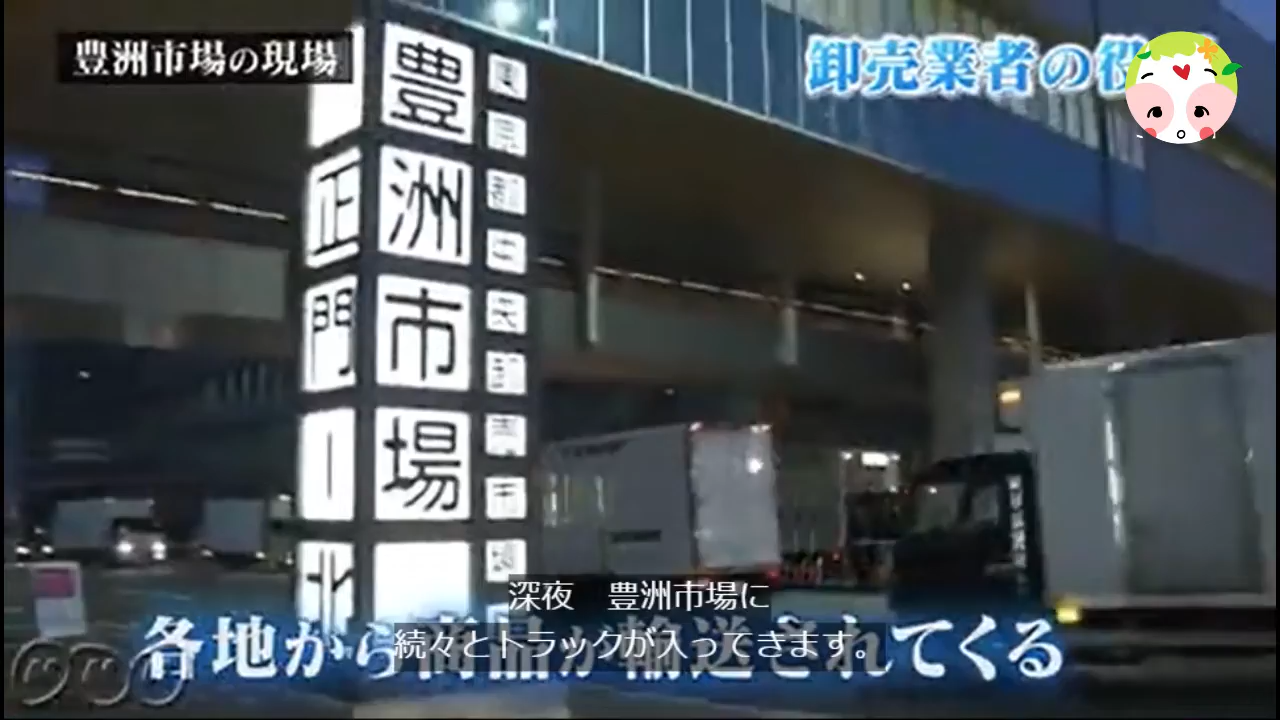 豊洲市場の現場
卸売業者の役
豊洲市場
正門
北
深夜　豊洲市場に
続々とトラックが入ってきます。
各地から商品が輸送されてくる
NHK